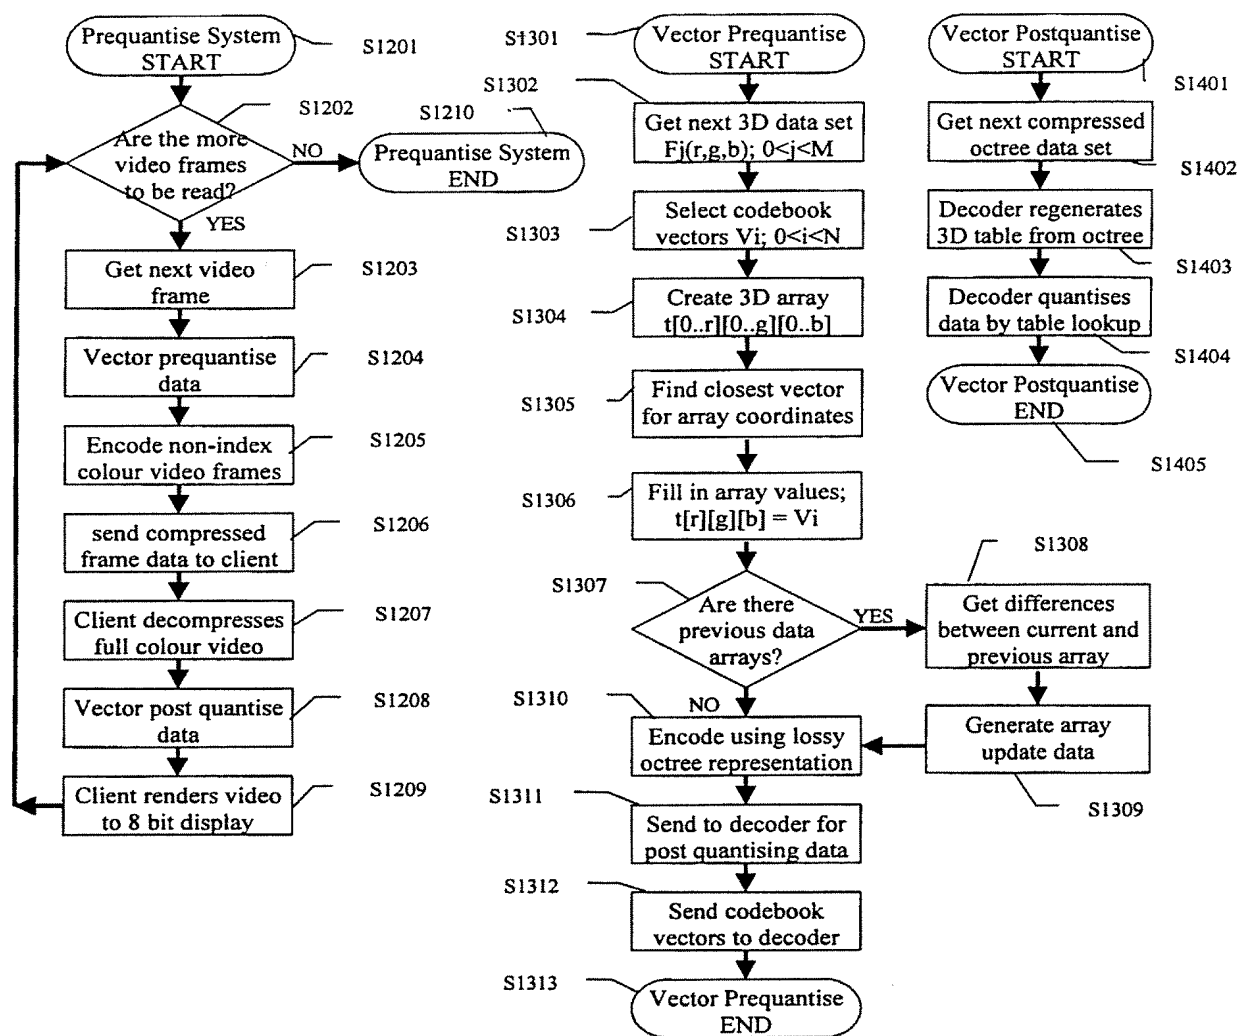 Prequantise System
START
S1201
S1202
Are the more
video frames
to be read?
NO
YES
S1210
Prequantise System
END
Get next video
frame
S1203
Vector prequantise
data
S1204
Encode non-index
colour video frames
S1205
send compressed
frame data to client
S1206
Client decompresses
full colour video
S1207
Vector post quantise
data
S1208
Client renders video
to 8 bit display
S1209
S1301
Vector Prequantise
START
S1302
Get next 3D data set
Fj(r,g,b); 0<j<M
S1303
Select codebook
vectors Vi; 0<i<N
S1304
Create 3D array
t[0..r][0..g][0..b]
S1305
Find closest vector
for array coordinates
S1306
Fill in array values;
t[r][g][b] = Vi
S1307
Are there
previous data
arrays?
YES
NO
S1308
Get differences
between current and
previous array
Generate array
update data
S1309
S1310
Encode using lossy
octree representation
S1311
Send to decoder for
post quantising data
S1312
Send codebook
vectors to decoder
S1313
Vector Prequantise
END
Vector Postquantise
START
S1401
Get next compressed
octree data set
S1402
Decoder regenerates
3D table from octree
S1403
Decoder quantises
data by table lookup
S1404
Vector Postquantise
END
S1405